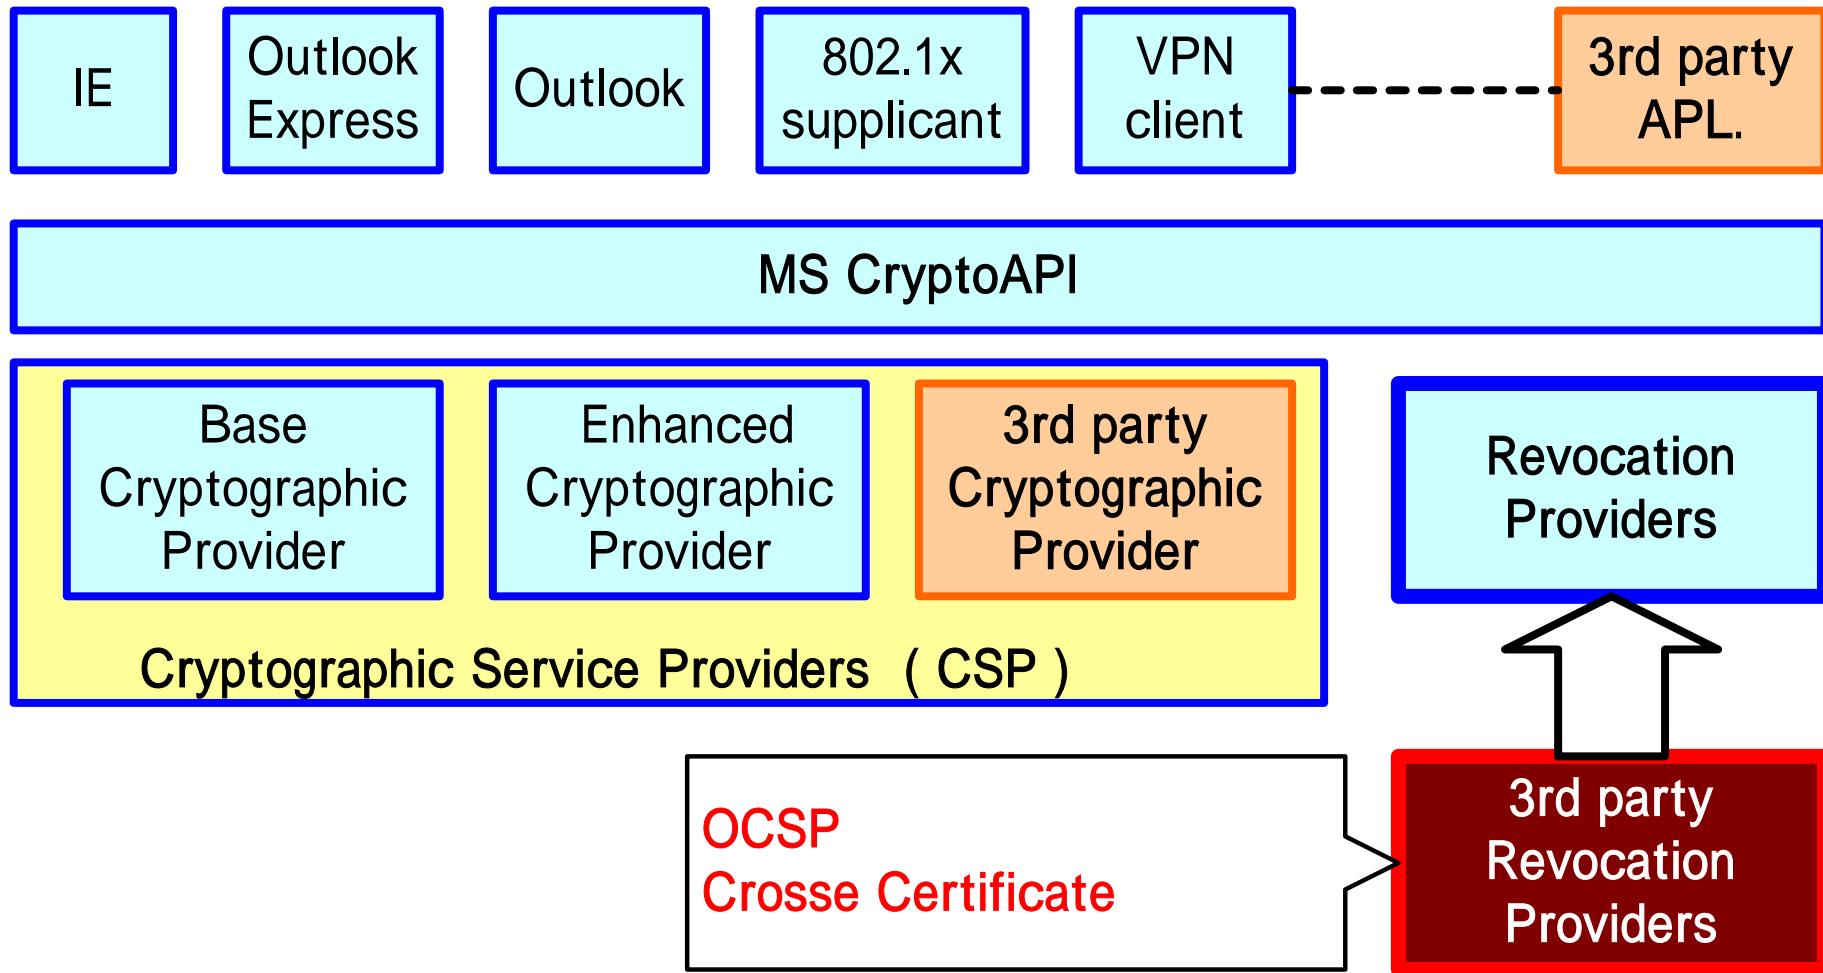 IE
Outlook
Express
Outlook
802.1x
supplicant
VPN
client
3rd party
APL.
MS CryptoAPI
Base
Cryptographic
Provider
Enhanced
Cryptographic
Provider
3rd party
Cryptographic
Provider
Cryptographic Service Providers ( CSP )
Revocation
Providers
OCSP
Crosse Certificate
3rd party
Revocation
Providers